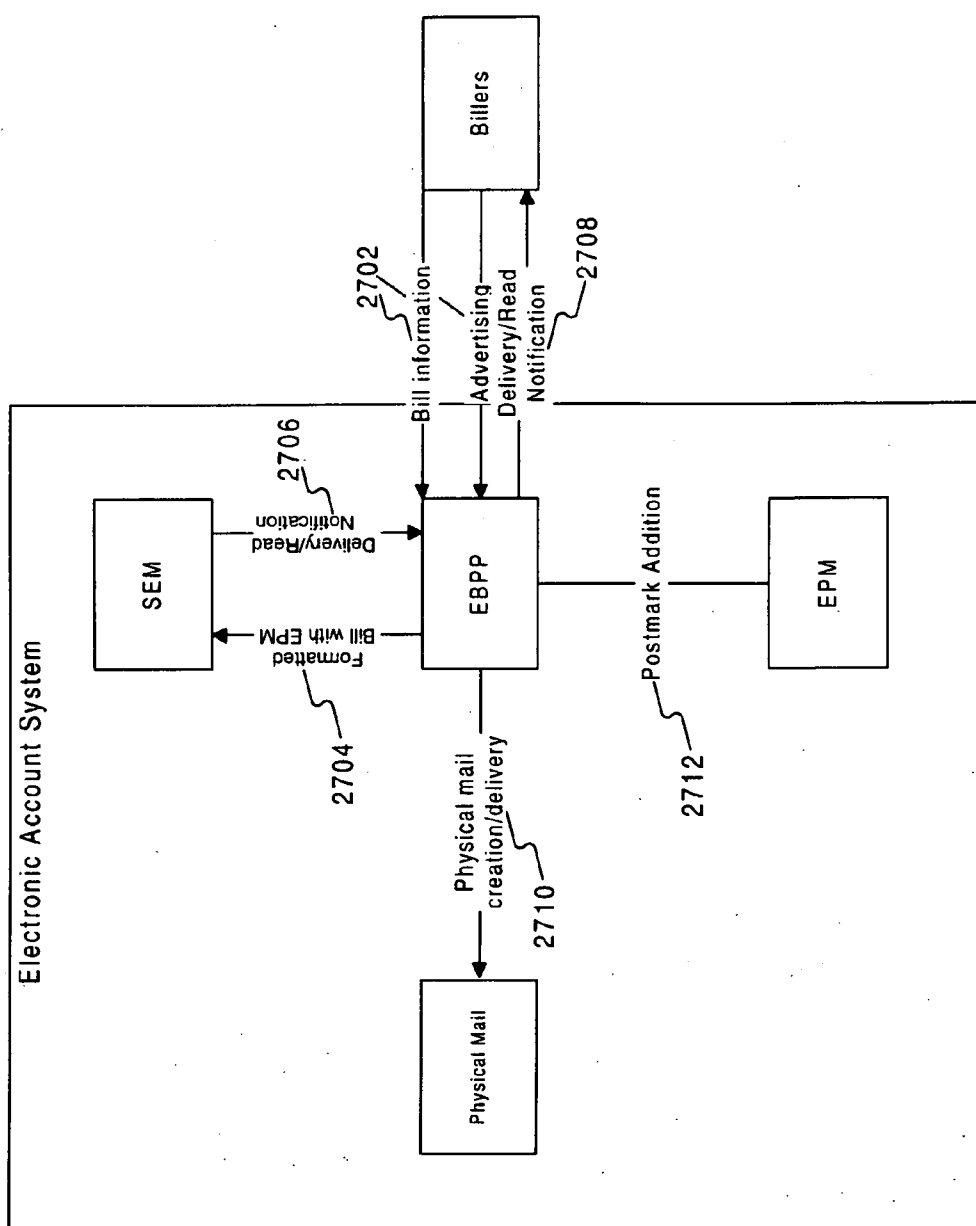 Electronic Account System
SEM
2704
Formatted
Bill with EPM
Delivery/Read
Notification
2706
Physical Mail
Physical mail
creation/delivery
2710
EBPP
Bill information
2702
Advertising
Delivery/Read
Notification
2708
Billers
Postmark Addition
2712
EPM